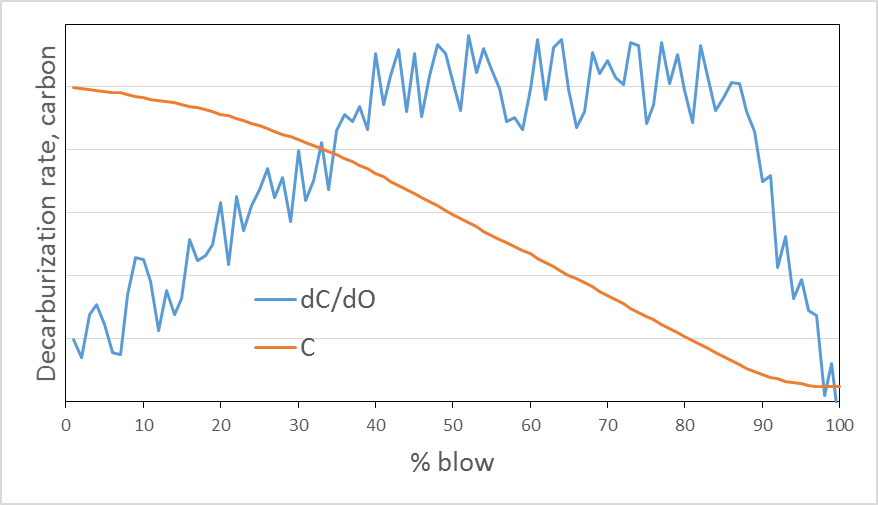 Decarburization rate, carbon
dC/dO
C
0 10 20 30 40 50 60 70 80 90 100
% blow